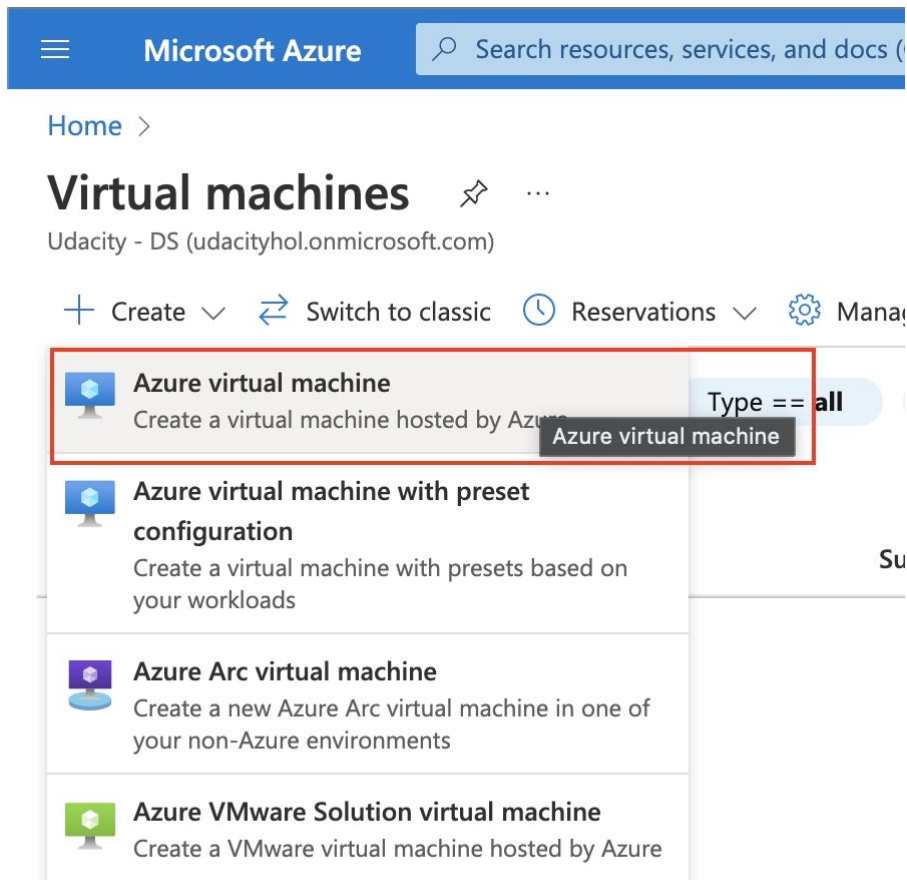 Microsoft Azure
Search resources, services, and docs (
Home >
Virtual machines
Udacity - DS (udacityhol.onmicrosoft.com)
Create
Switch to classic
Reservations
Manag
Azure virtual machine
Create a virtual machine hosted by Azure
Type == all
Azure virtual machine
Azure virtual machine with preset
configuration
Create a virtual machine with presets based on
your workloads
Su
Azure Arc virtual machine
Create a new Azure Arc virtual machine in one of
your non-Azure environments
Azure VMware Solution virtual machine
Create a VMware virtual machine hosted by Azure